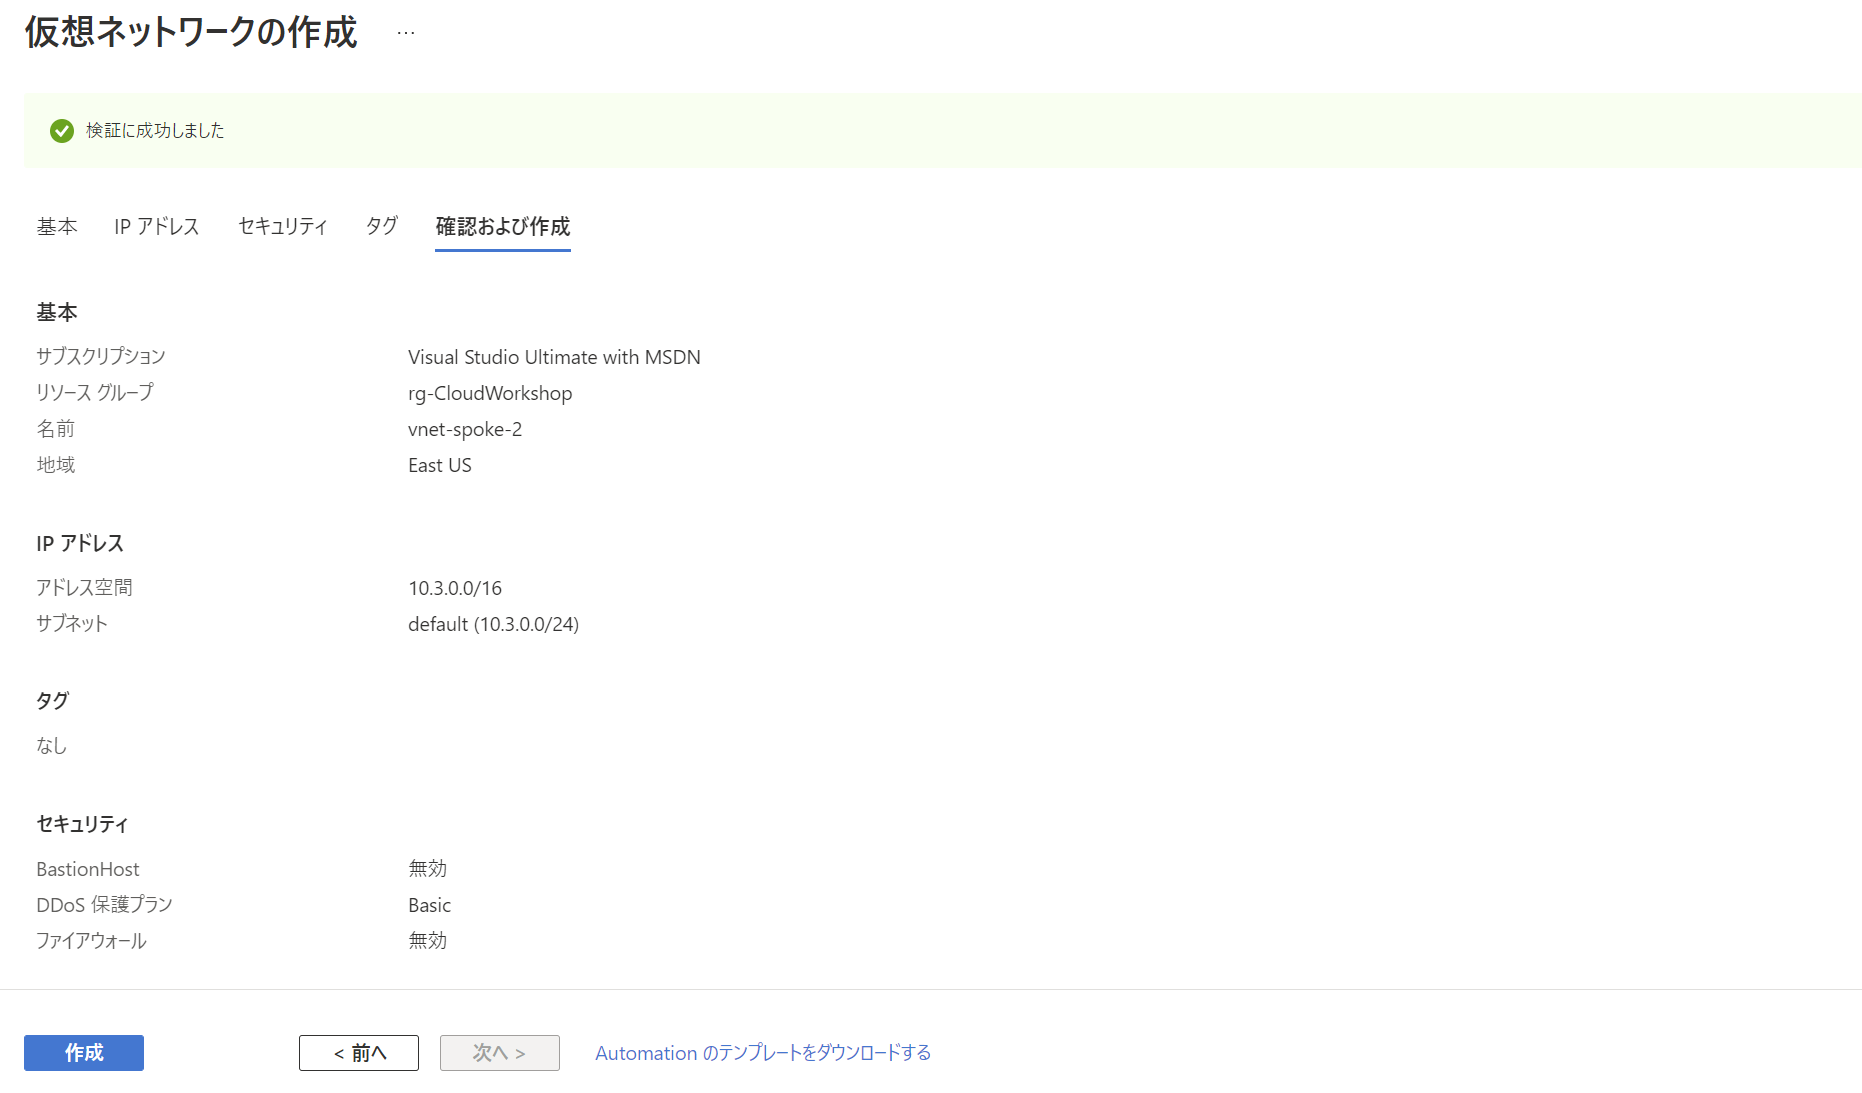 仮想ネットワークの作成 …
検証に成功しました
基本 IP アドレス セキュリティ タグ 確認および作成
基本
サブスクリプション Visual Studio Ultimate with MSDN
リソース グループ rg-CloudWorkshop
名前 vnet-spoke-2
地域 East US
IP アドレス
アドレス空間 10.3.0.0/16
サブネット default (10.3.0.0/24)
タグ
なし
セキュリティ
BastionHost 無効
DDoS 保護プラン Basic
ファイアウォール 無効
作成 < 前へ 次へ > Automation のテンプレートをダウンロードする